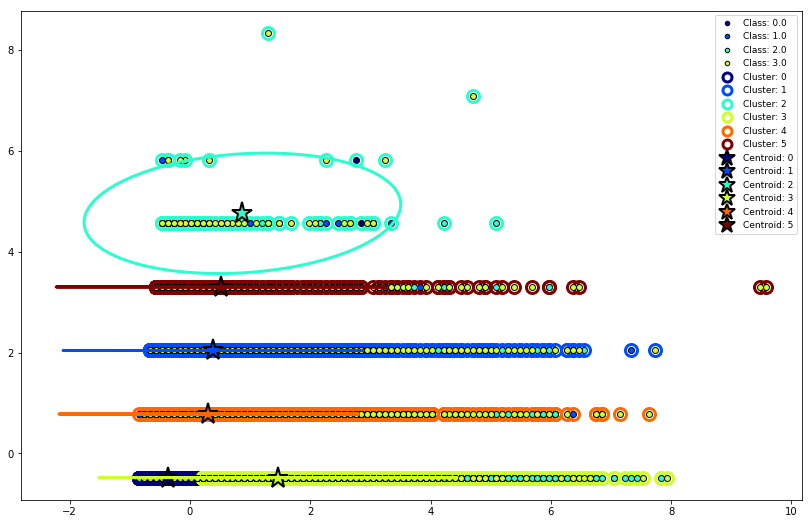 8
6
4
2
0
−2
0
2
4
6
8
10
Class: 0.0
Class: 1.0
Class: 2.0
Class: 3.0
Cluster: 0
Cluster: 1
Cluster: 2
Cluster: 3
Cluster: 4
Cluster: 5
Centroid: 0
Centroid: 1
Centroid: 2
Centroid: 3
Centroid: 4
Centroid: 5